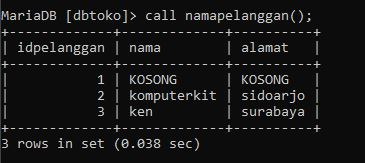 MariaDB [dbtoko]> call namapelanggan();
+-------------+-------------+----------+
| idpelanggan | nama        | alamat   |
+-------------+-------------+----------+
|           1 | KOSONG      | KOSONG   |
|           2 | komputerkit | sidoarjo |
|           3 | ken         | surabaya |
+-------------+-------------+----------+
3 rows in set (0.038 sec)